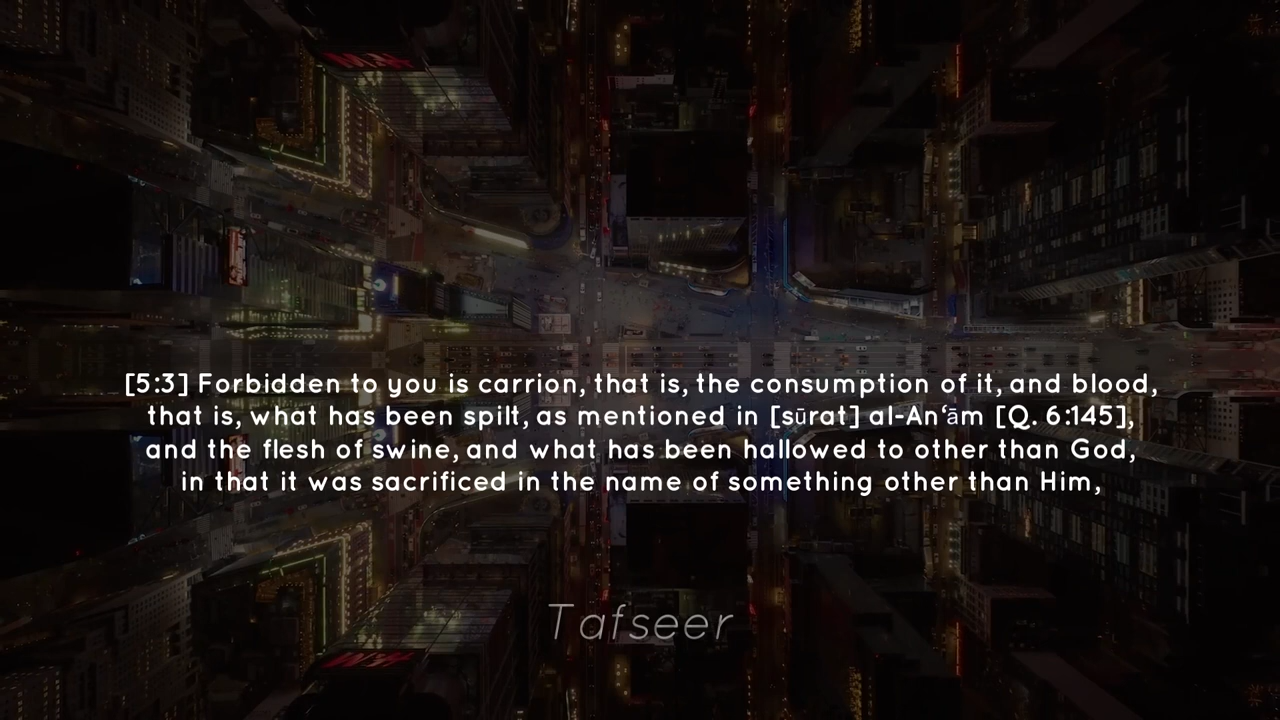 [5:3] Forbidden to you is carrion, that is, the consumption of it, and blood,
that is, what has been spilt, as mentioned in [sūrat] al-An‘ām [Q. 6:145],
and the flesh of swine, and what has been hallowed to other than God,
in that it was sacrificed in the name of something other than Him,
Tafseer